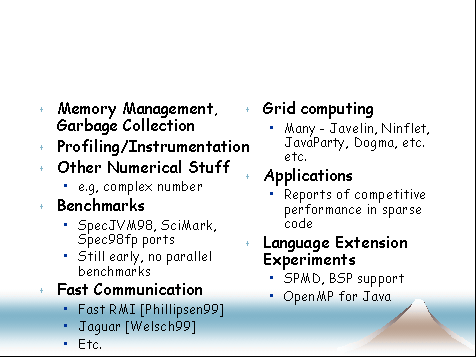 Memory Management,
Garbage Collection
Profiling/Instrumentation
Other Numerical Stuff
e.g, complex number
Benchmarks
SpecJVM98, SciMark,
Spec98fp ports
Still early, no parallel
benchmarks
Fast Communication
Fast RMI [Phillipsen99]
Jaguar [Welsch99]
Etc.
Grid computing
Many - Javelin, Ninflet,
JavaParty, Dogma, etc.
etc.
Applications
Reports of competitive
performance in sparse
code
Language Extension
Experiments
SPMD, BSP support
OpenMP for Java